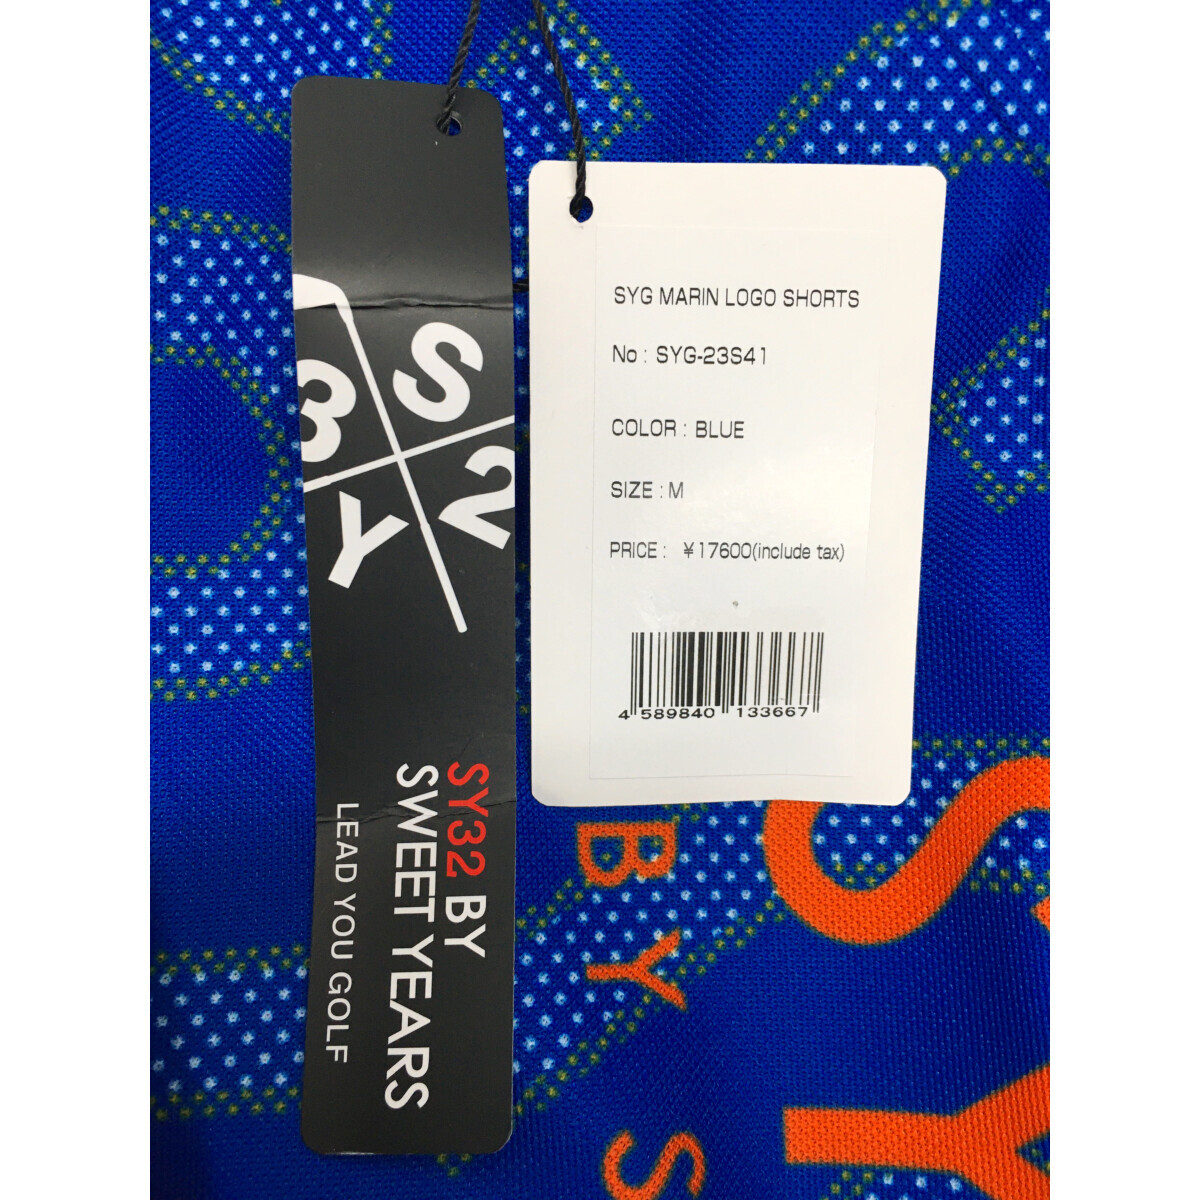 S
3
2
Y
SY32 BY
SWEET YEARS
LEAD YOU GOLF
SYG MARIN LOGO SHORTS
No : SYG-23S41
COLOR : BLUE
SIZE : M
PRICE : ¥17600(include tax)
4 589840 133667
BY S
SY